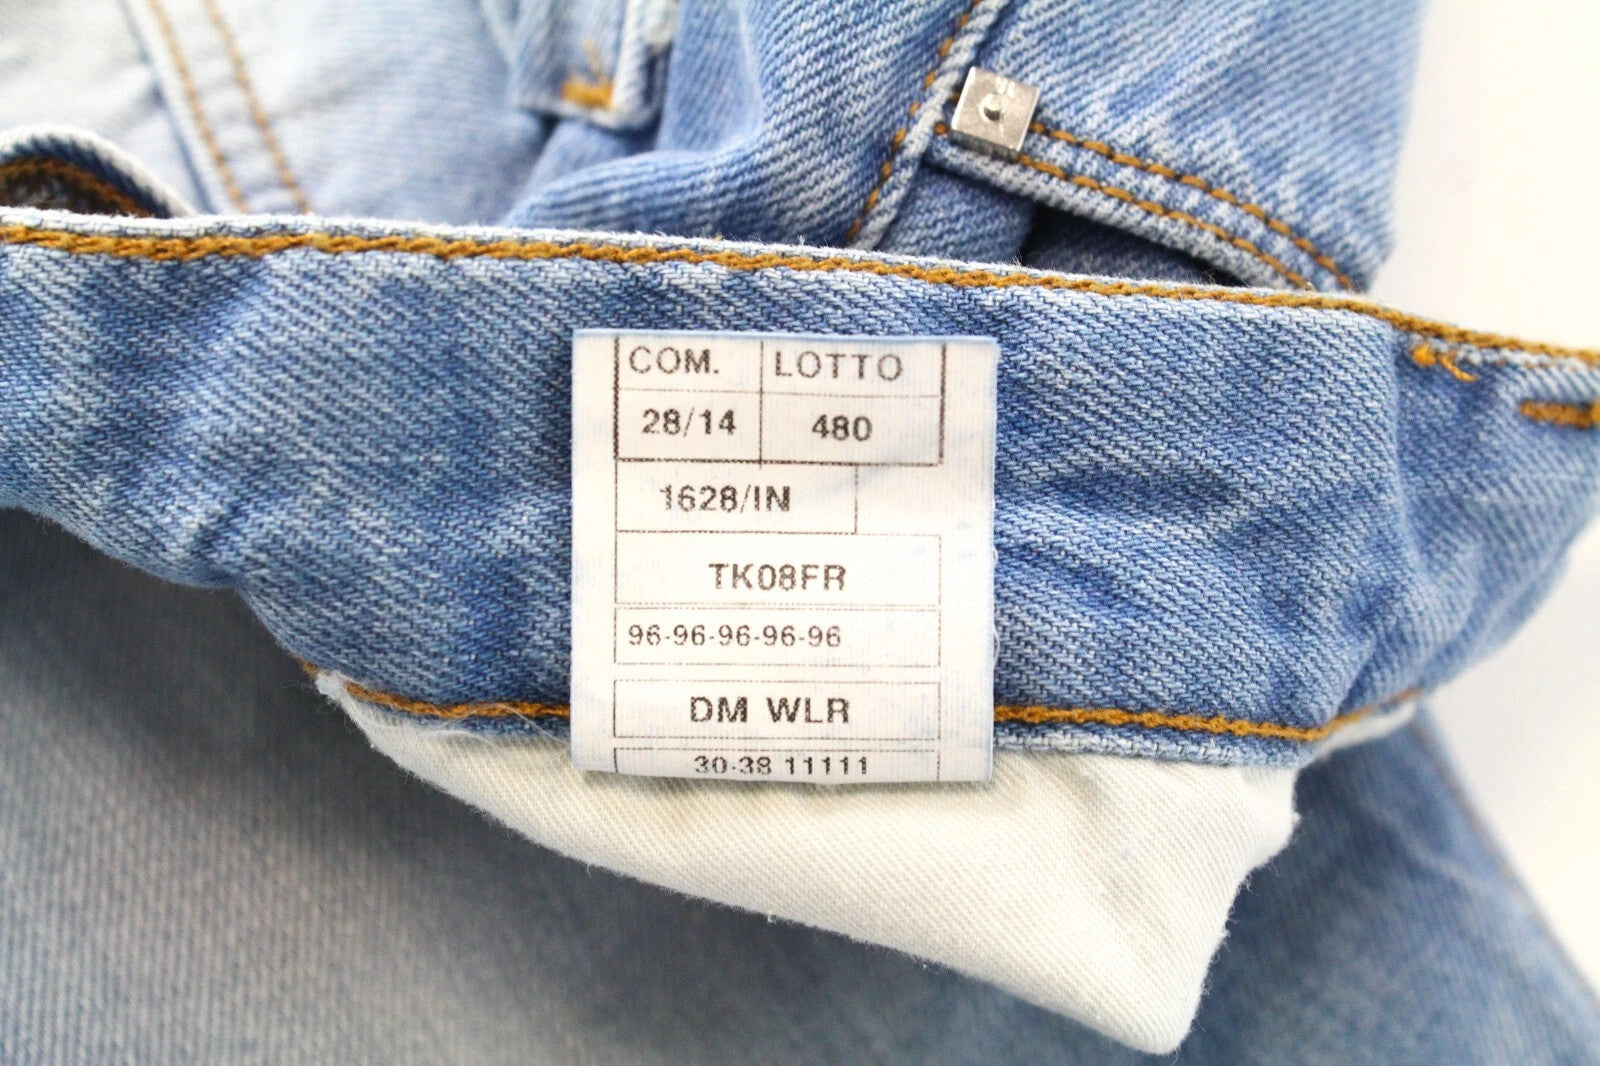 COM. LOTTO
28/14 480
1628/IN
TK08FR
96-96-96-96-96
DM WLR
30-38 11111